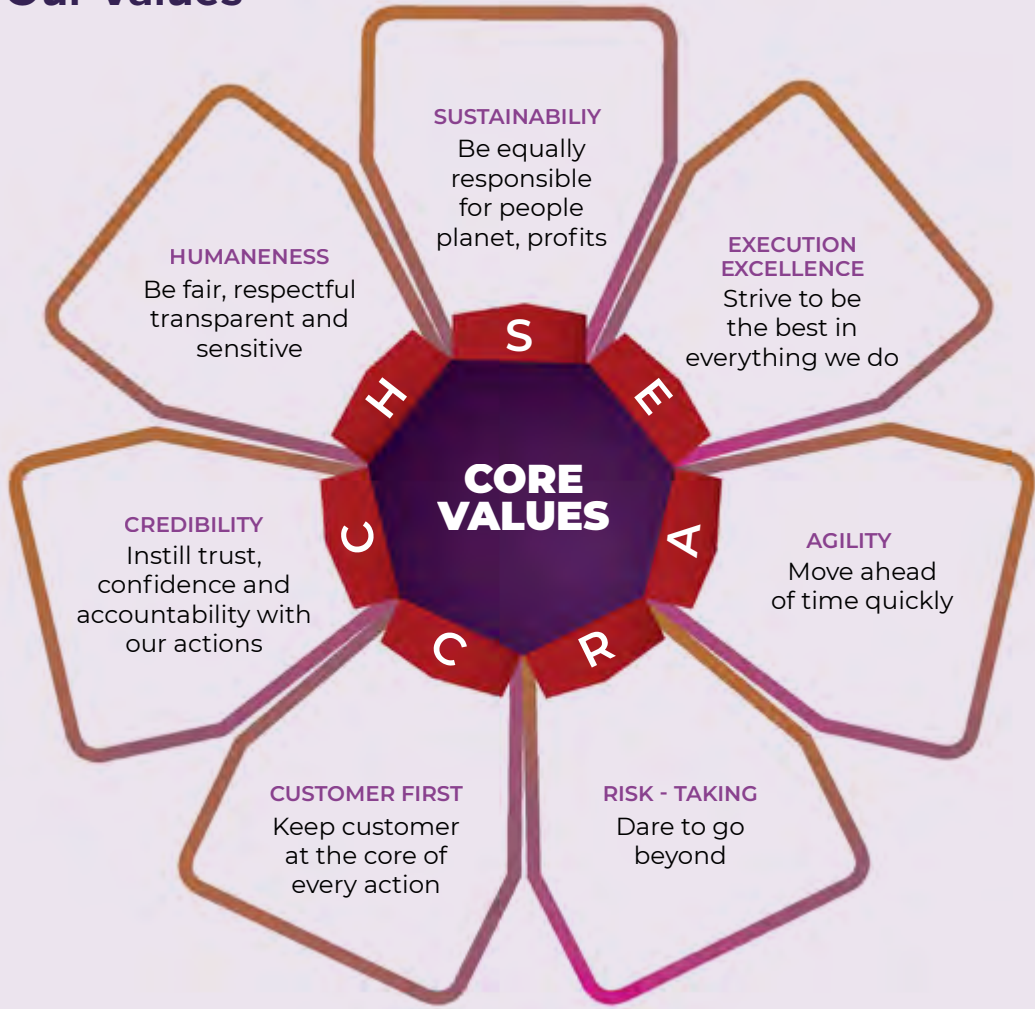 Our Values
SUSTAINABILIY
Be equally
responsible
for people
planet, profits
EXECUTION
EXCELLENCE
Strive to be
the best in
everything we do
AGILITY
Move ahead
of time quickly
RISK - TAKING
Dare to go
beyond
CUSTOMER FIRST
Keep customer
at the core of
every action
CREDIBILITY
Instill trust,
confidence and
accountability with
our actions
HUMANENESS
Be fair, respectful
transparent and
sensitive
S
E
A
R
C
C
H
CORE
VALUES